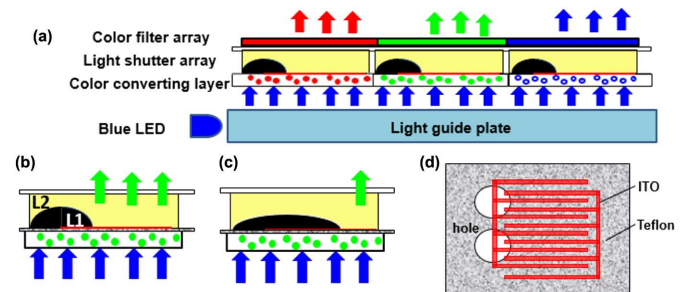 (a)
Color filter array
Light shutter array
Color converting layer
Blue LED
Light guide plate
(b)
L2
L1
(c)
(d)
ITO
hole
Teflon